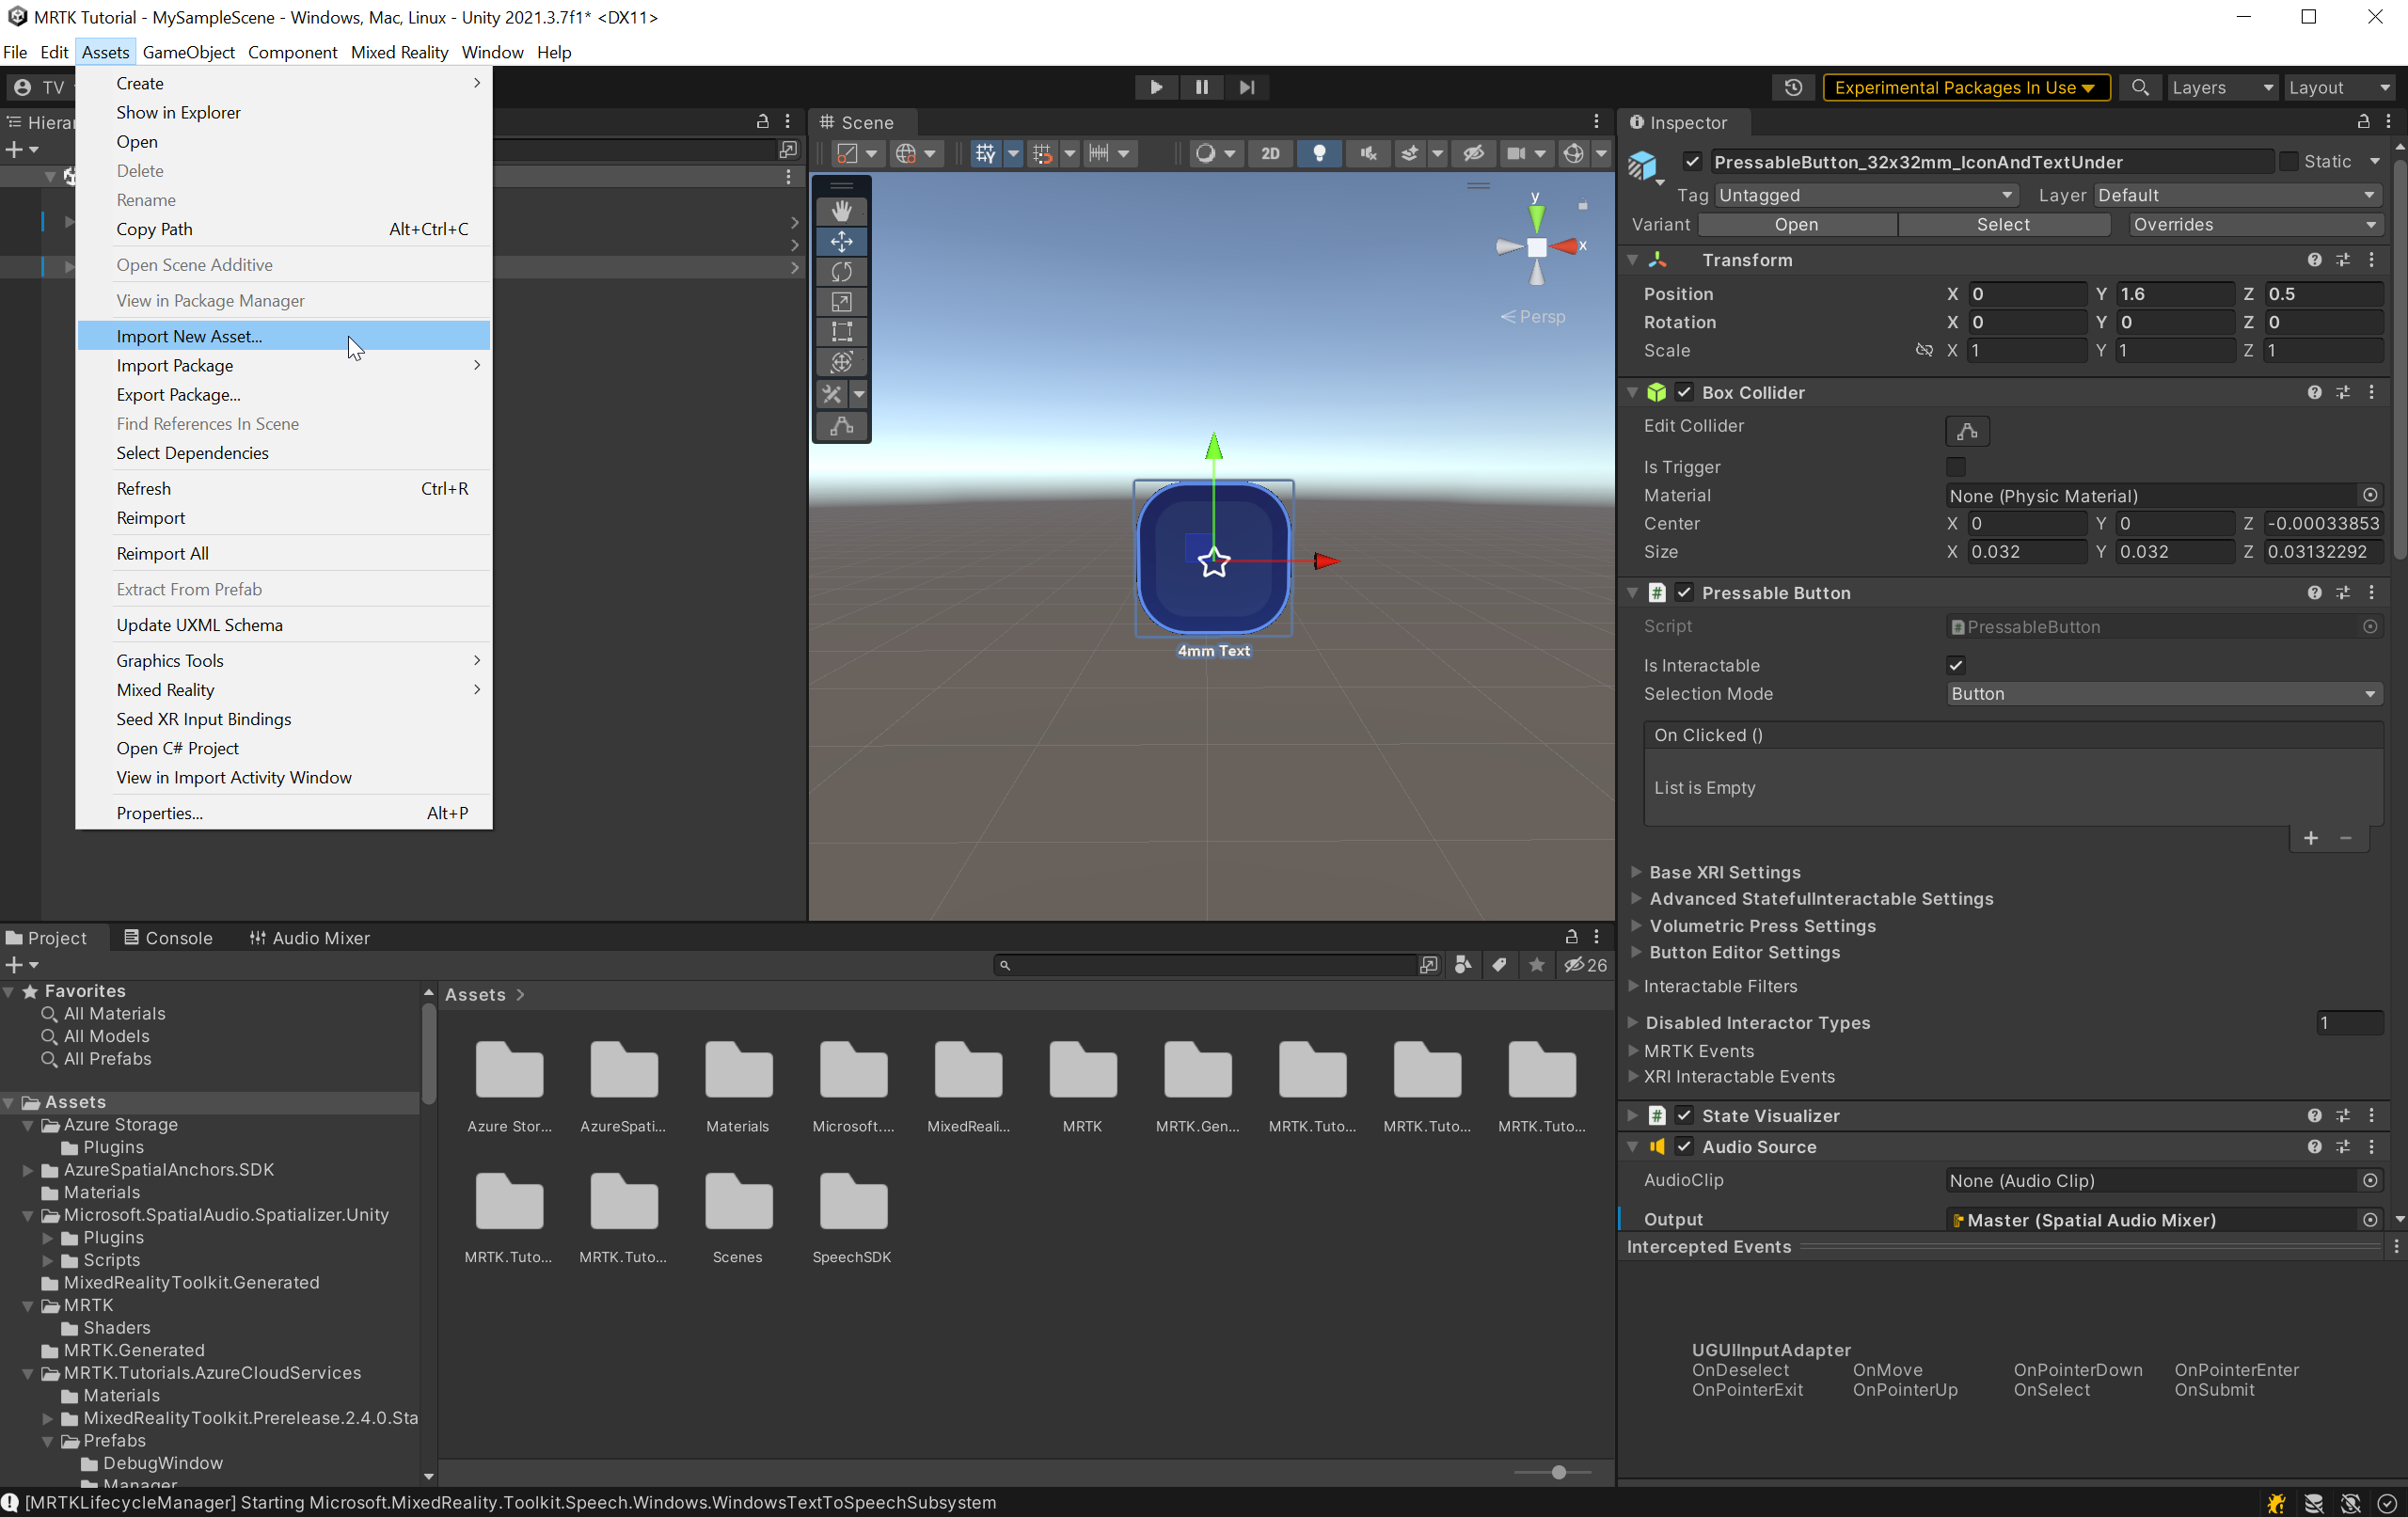 MRTK Tutorial - MySampleScene - Windows, Mac, Linux - Unity 2021.3.7f1* <DX11>
File Edit Assets GameObject Component Mixed Reality Window Help
TV
Experimental Packages In Use
Layers
Layout
Create
Show in Explorer
Open
Delete
Rename
Copy Path Alt+Ctrl+C
Open Scene Additive
View in Package Manager
Import New Asset...
Import Package
Export Package...
Find References In Scene
Select Dependencies
Refresh Ctrl+R
Reimport
Reimport All
Extract From Prefab
Update UXML Schema
Graphics Tools
Mixed Reality
Seed XR Input Bindings
Open C# Project
View in Import Activity Window
Properties... Alt+P
Scene
2D
y
x
Persp
4mm Text
Inspector
PressableButton_32x32mm_IconAndTextUnder
Static
Tag Untagged Layer Default
Variant Open Select Overrides
Transform
Position X 0 Y 1.6 Z 0.5
Rotation X 0 Y 0 Z 0
Scale X 1 Y 1 Z 1
Box Collider
Edit Collider
Is Trigger
Material None (Physic Material)
Center X 0 Y 0 Z -0.00033853
Size X 0.032 Y 0.032 Z 0.03132292
# Pressable Button
Script PressableButton
Is Interactable
Selection Mode Button
On Clicked ()
List is Empty
Base XRI Settings
Advanced StatefulInteractable Settings
Volumetric Press Settings
Button Editor Settings
Interactable Filters
Disabled Interactor Types 1
MRTK Events
XRI Interactable Events
# State Visualizer
Audio Source
AudioClip None (Audio Clip)
Output Master (Spatial Audio Mixer)
Intercepted Events
UGUIInputAdapter
OnDeselect OnMove OnPointerDown OnPointerEnter
OnPointerExit OnPointerUp OnSelect OnSubmit
Project Console Audio Mixer
26
Favorites
All Materials
All Models
All Prefabs
Assets
Azure Storage
Plugins
AzureSpatialAnchors.SDK
Materials
Microsoft.SpatialAudio.Spatializer.Unity
Plugins
Scripts
MixedRealityToolkit.Generated
MRTK
Shaders
MRTK.Generated
MRTK.Tutorials.AzureCloudServices
Materials
MixedRealityToolkit.Prerelease.2.4.0.Sta
Prefabs
DebugWindow
Manager
Assets >
Azure Stor... AzureSpati... Materials Microsoft.... MixedReali... MRTK MRTK.Gen... MRTK.Tuto... MRTK.Tuto... MRTK.Tuto...
MRTK.Tuto... MRTK.Tuto... Scenes SpeechSDK
[MRTKLifecycleManager] Starting Microsoft.MixedReality.Toolkit.Speech.Windows.WindowsTextToSpeechSubsystem